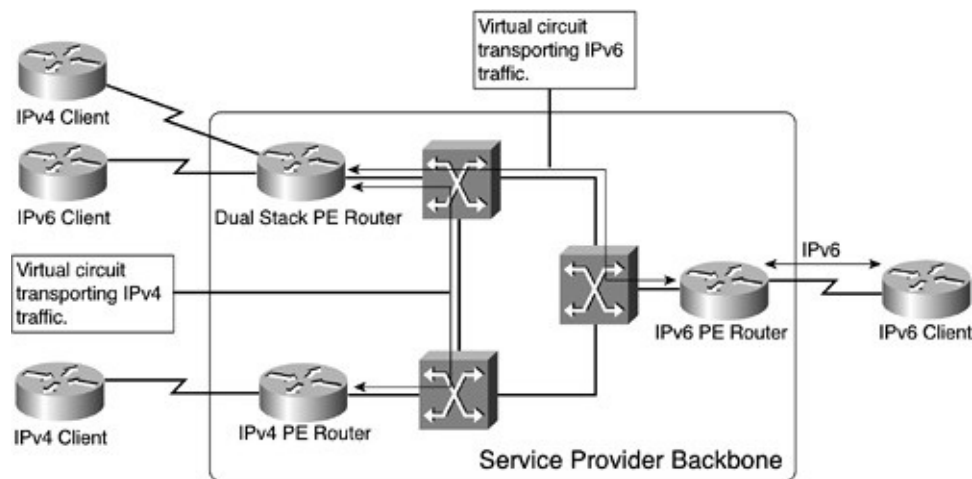 Virtual circuit
transporting IPv6
traffic.
IPv4 Client
IPv6 Client
Dual Stack PE Router
Virtual circuit
transporting IPv4
traffic.
IPv6
IPv6 PE Router
IPv6 Client
IPv4 Client
IPv4 PE Router
Service Provider Backbone